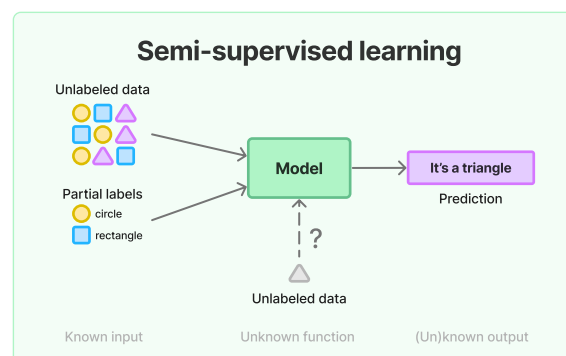 Semi-supervised learning
Unlabeled data
Partial labels
circle
rectangle
Model
?
Unlabeled data
It's a triangle
Prediction
Known input
Unknown function
(Un)known output